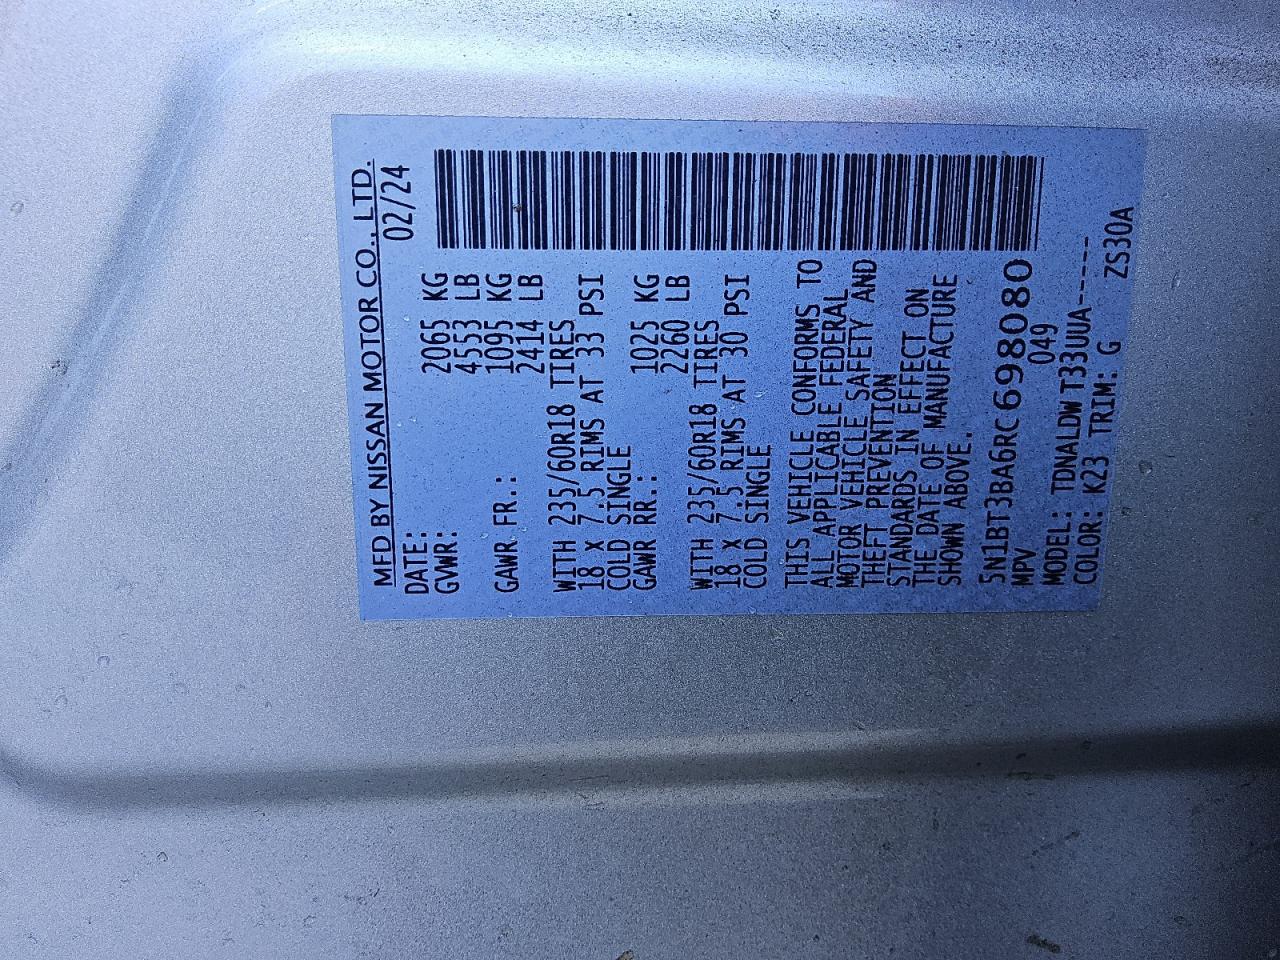 MFD BY NISSAN MOTOR CO., LTD.
DATE: 02/24
GVWR: 2065 KG
4553 LB
GAWR FR.: 1095 KG
2414 LB
WITH 235/60R18 TIRES
18 X 7.5 RIMS AT 33 PSI
COLD SINGLE
GAWR RR.: 1025 KG
2260 LB
WITH 235/60R18 TIRES
18 X 7.5 RIMS AT 30 PSI
COLD SINGLE
THIS VEHICLE CONFORMS TO
ALL APPLICABLE FEDERAL
MOTOR VEHICLE SAFETY AND
THEFT PREVENTION
STANDARDS IN EFFECT ON
THE DATE OF MANUFACTURE
SHOWN ABOVE.
5N1BT3BA6RC698080
MPV 049
MODEL: TDNALDW T33UUA-----
COLOR: K23 TRIM: G ZS30A